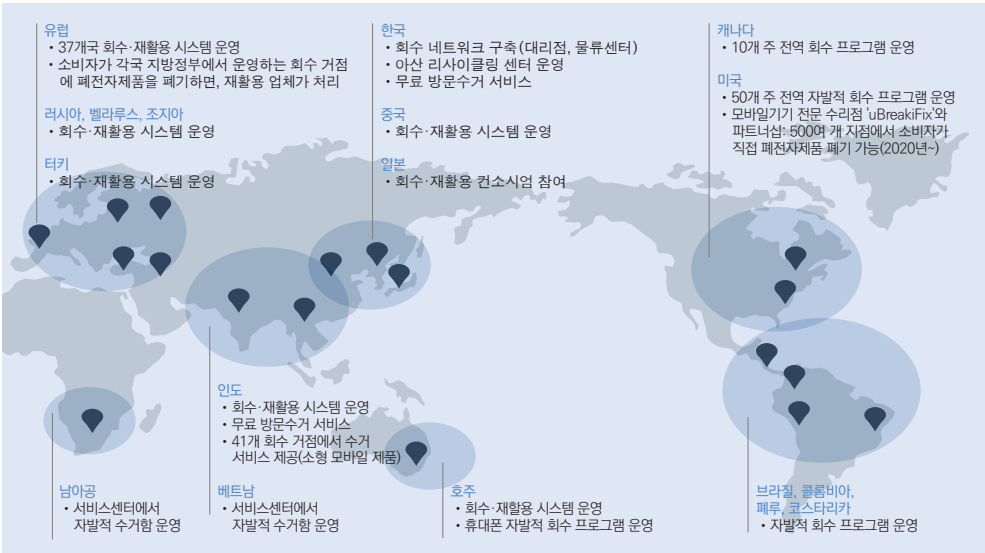 유럽
• 37개국 회수·재활용 시스템 운영
• 소비자가 각국 지방정부에서 운영하는 회수 거점
에 폐전자제품을 폐기하면, 재활용 업체가 처리
러시아, 벨라루스, 조지아
• 회수·재활용 시스템 운영
터키
• 회수·재활용 시스템 운영
한국
• 회수 네트워크 구축(대리점, 물류센터)
• 아산 리사이클링 센터 운영
• 무료 방문수거 서비스
중국
• 회수·재활용 시스템 운영
일본
• 회수·재활용 컨소시엄 참여
캐나다
• 10개 주 전역 회수 프로그램 운영
미국
• 50개 주 전역 자발적 회수 프로그램 운영
• 모바일기기 전문 수리점 'uBreakiFix'와
파트너십: 500여 개 지점에서 소비자가
직접 폐전자제품 폐기 가능(2020년~)
인도
• 회수·재활용 시스템 운영
• 무료 방문수거 서비스
• 41개 회수 거점에서 수거
서비스 제공(소형 모바일 제품)
남아공
• 서비스센터에서
자발적 수거함 운영
베트남
• 서비스센터에서
자발적 수거함 운영
호주
• 회수·재할용 시스템 운영
• 휴대폰 자발적 회수 프로그램 운영
브라질, 콜롬비아,
페루, 코스타리카
• 자발적 회수 프로그램 운영